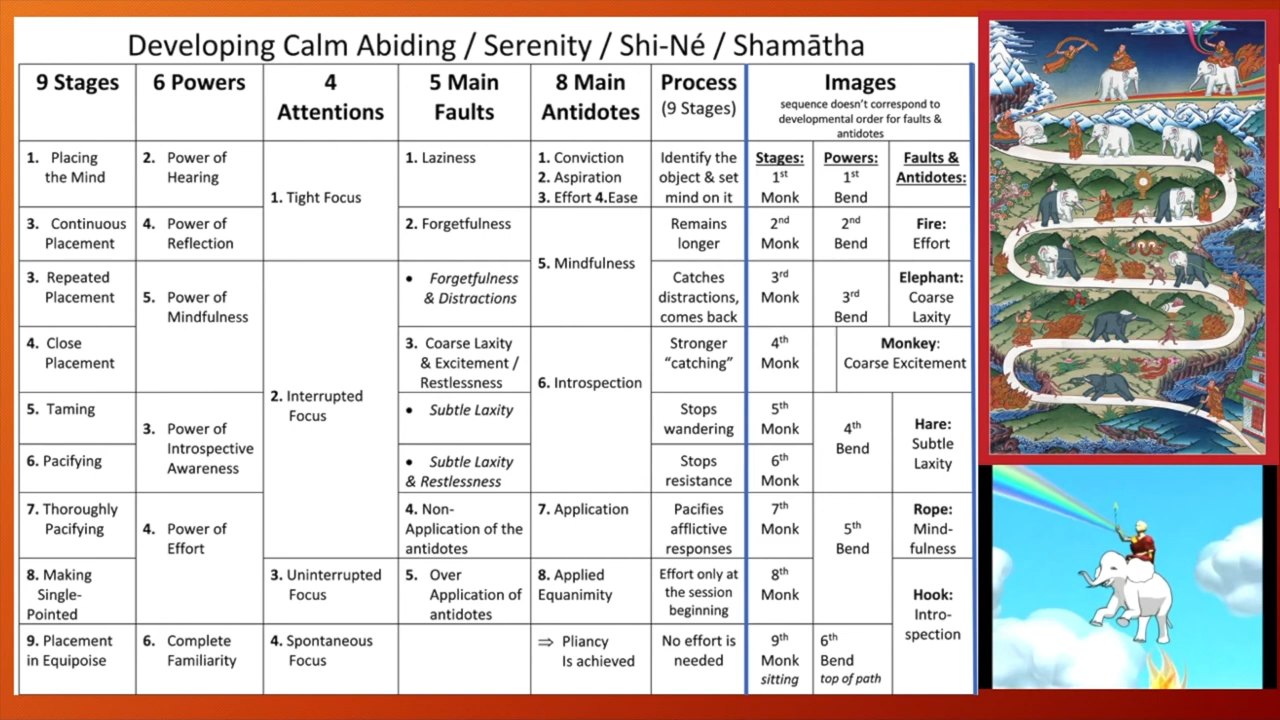 Developing Calm Abiding / Serenity / Shi-Né / Shamātha
9 Stages
6 Powers
4
Attentions
5 Main
Faults
8 Main
Antidotes
Process
(9 Stages)
Images
sequence doesn't correspond to
developmental order for faults &
antidotes
1. Placing
the Mind
2. Power of
Hearing
1. Tight Focus
1. Laziness
1. Conviction
2. Aspiration
3. Effort 4.Ease
Identify the
object & set
mind on it
Stages:
1st
Monk
Powers:
1st
Bend
Faults &
Antidotes:
3. Continuous
Placement
4. Power of
Reflection
2. Forgetfulness
5. Mindfulness
Remains
longer
2nd
Monk
2nd
Bend
Fire:
Effort
3. Repeated
Placement
5. Power of
Mindfulness
2. Interrupted
Focus
• Forgetfulness
& Distractions
Catches
distractions,
comes back
3rd
Monk
3rd
Bend
Elephant:
Coarse
Laxity
4. Close
Placement
3. Coarse Laxity
& Excitement /
Restlessness
6. Introspection
Stronger
“catching”
4th
Monk
Monkey:
Coarse Excitement
5. Taming
3. Power of
Introspective
Awareness
• Subtle Laxity
Stops
wandering
5th
Monk
4th
Bend
Hare:
Subtle
Laxity
6. Pacifying
• Subtle Laxity
& Restlessness
Stops
resistance
6th
Monk
7. Thoroughly
Pacifying
4. Power of
Effort
4. Non-
Application of the
antidotes
7. Application
Pacifies
afflictive
responses
7th
Monk
5th
Bend
Rope:
Mind-
fulness
8. Making
Single-
Pointed
3. Uninterrupted
Focus
5. Over
Application of
antidotes
8. Applied
Equanimity
Effort only at
the session
beginning
8th
Monk
Hook:
Intro-
spection
9. Placement
in Equipoise
6. Complete
Familiarity
4. Spontaneous
Focus
⇒ Pliancy
Is achieved
No effort is
needed
9th
Monk
sitting
6th
Bend
top of path